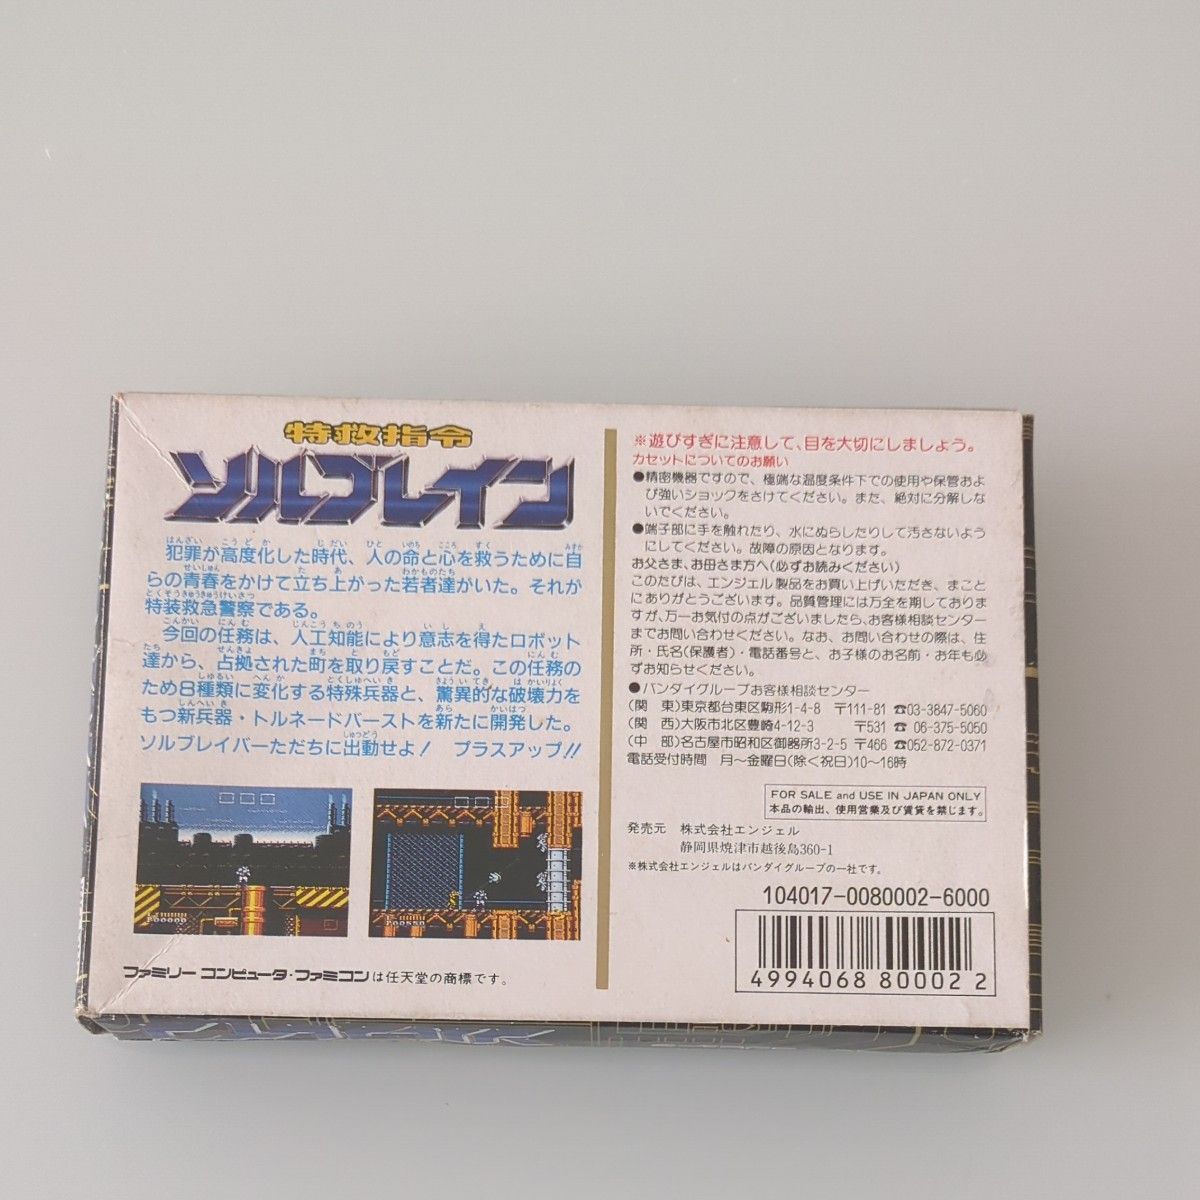 特救指令
ソルブレイン
犯罪が高度化した時代、人の命と心を救うために自
らの青春をかけて立ち上がった若者達がいた。それが
特装救急警察である。
今回の任務は、人工知能により意志を得たロボット
達から、占拠された町を取り戻すことだ。この任務の
ため8種類に変化する特殊兵器と、驚異的な破壊力を
もつ新兵器・トルネードバーストを新たに開発した。
ソルブレイバーただちに出動せよ! プラスアップ!!
ファミリー コンピュータ・ファミコンは任天堂の商標です。
※遊びすぎに注意して、目を大切にしましょう。
カセットについてのお願い
●精密機器ですので、極端な温度条件下での使用や保管およ
び強いショックをさけてください。また、絶対に分解しな
いでください。
●端子部に手を触れたり、水にぬらしたりして汚さないよう
にしてください。故障の原因となります。
お父さま、お母さま方へ(必ずお読みください)
このたびは、エンジェル製品をお買い上げいただき、まこと
にありがとうございます。品質管理には万全を期しておりま
すが、万一お気付の点がございましたら、お客様相談センター
までお問い合わせください。なお、お問い合わせの際は、住
所・氏名(保護者)・電話番号と、お子様のお名前・お年も必
ずお知らせください。
●バンダイグループお客様相談センター
(関 東)東京都台東区駒形1-4-8 〒111-81 ☎03-3847-5060
(関 西)大阪市北区豊崎4-12-3 〒531 ☎06-375-5050
(中 部)名古屋市昭和区御器所3-2-5 〒466 ☎052-872-0371
電話受付時間 月～金曜日(除く祝日)10～16時
FOR SALE and USE IN JAPAN ONLY
本品の輸出、使用営業及び賃貸を禁じます。
発売元 株式会社エンジェル
静岡県焼津市越後島360-1
※株式会社エンジェルはバンダイグループの一社です。
104017-0080002-6000
4994068 80002 2